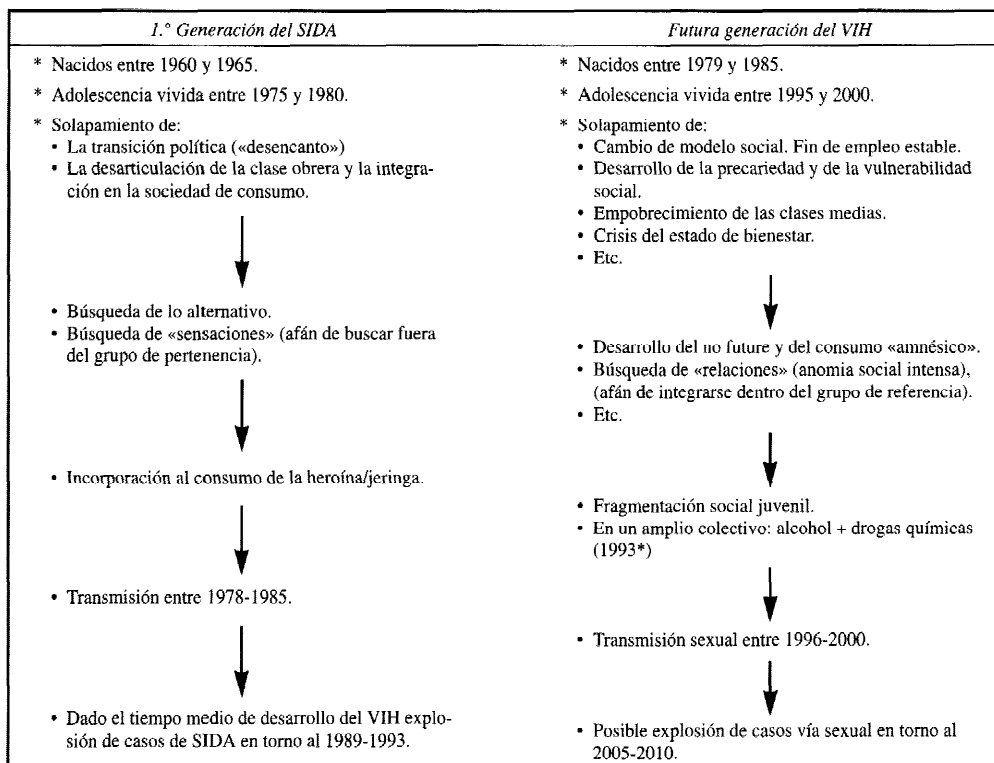 1.º Generación del SIDA
* Nacidos entre 1960 y 1965.
* Adolescencia vivida entre 1975 y 1980.
* Solapamiento de:
• La transición política («desencanto»)
• La desarticulación de la clase obrera y la integra-
ción en la sociedad de consumo.
• Búsqueda de lo alternativo.
• Búsqueda de «sensaciones» (afán de buscar fuera
del grupo de pertenencia).
• Incorporación al consumo de la heroína/jeringa.
• Transmisión entre 1978-1985.
• Dado el tiempo medio de desarrollo del VIH explo-
sión de casos de SIDA en torno al 1989-1993.
Futura generación del VIH
* Nacidos entre 1979 y 1985.
* Adolescencia vivida entre 1995 y 2000.
* Solapamiento de:
• Cambio de modelo social. Fin de empleo estable.
• Desarrollo de la precariedad y de la vulnerabilidad
social.
• Empobrecimiento de las clases medias.
• Crisis del estado de bienestar.
• Etc.
• Desarrollo del no future y del consumo «amnésico».
• Búsqueda de «relaciones» (anomia social intensa),
(afán de integrarse dentro del grupo de referencia).
• Etc.
• Fragmentación social juvenil.
• En un amplio colectivo: alcohol + drogas químicas
(1993*)
• Transmisión sexual entre 1996-2000.
• Posible explosión de casos vía sexual en torno al
2005-2010.